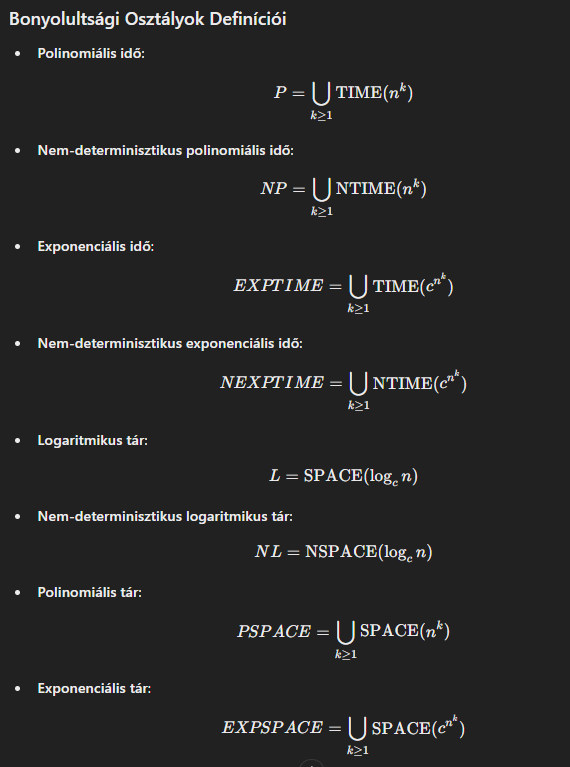 Bonyolultsági Osztályok Definíciói
• Polinomiális idő:
P = ⋃_{k≥1} TIME(n^k)
• Nem-determinisztikus polinomiális idő:
NP = ⋃_{k≥1} NTIME(n^k)
• Exponenciális idő:
EXPTIME = ⋃_{k≥1} TIME(c^{n^k})
• Nem-determinisztikus exponenciális idő:
NEXPTIME = ⋃_{k≥1} NTIME(c^{n^k})
• Logaritmikus tár:
L = SPACE(log_c n)
• Nem-determinisztikus logaritmikus tár:
NL = NSPACE(log_c n)
• Polinomiális tár:
PSPACE = ⋃_{k≥1} SPACE(n^k)
• Exponenciális tár:
EXPSPACE = ⋃_{k≥1} SPACE(c^{n^k})